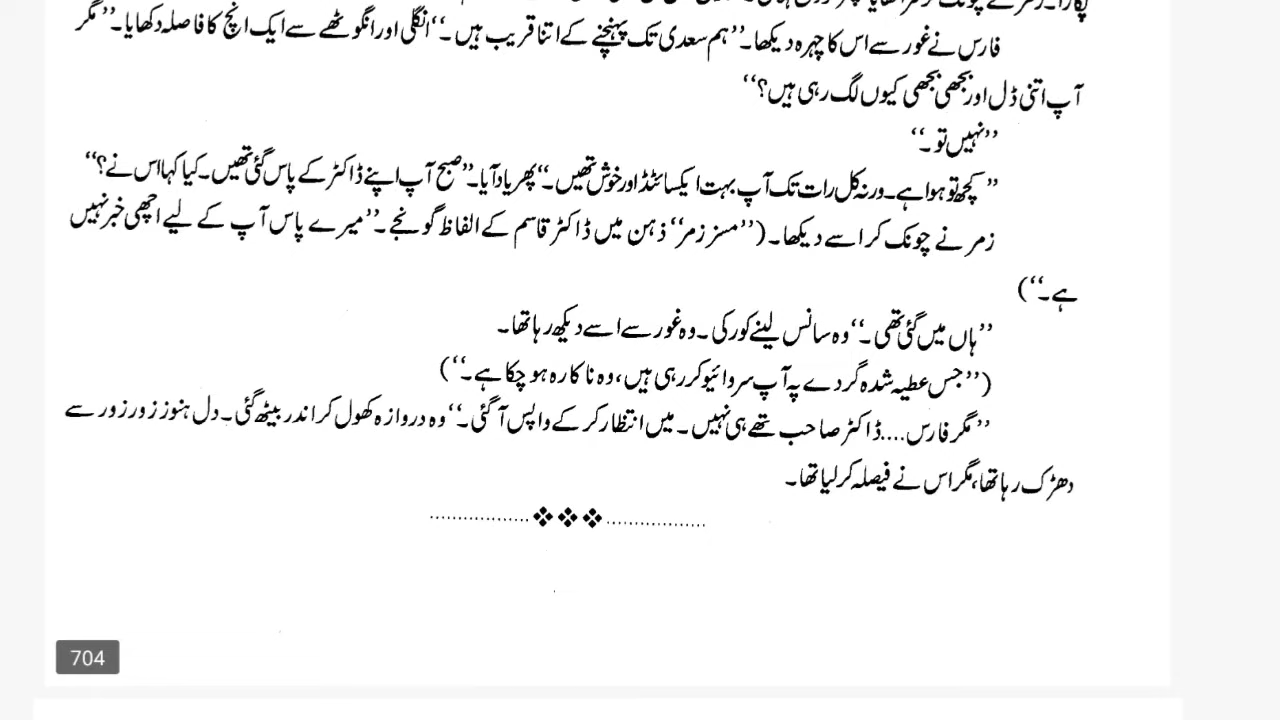 فارس نے غور سے اس کا چہرہ دیکھا۔ ”ہم سعدی تک پہنچنے کے اتنا قریب ہیں۔“ انگلی اور انگوٹھے سے ایک انچ کا فاصلہ دکھایا۔ ”مگر
آپ اتنی ڈل اور بجھی بجھی کیوں لگ رہی ہیں؟“
”نہیں تو۔“
”کچھ تو ہوا ہے۔ ورنہ کل رات تک آپ بہت ایکسائٹڈ اور خوش تھیں۔“ پھر یاد آیا۔ ”صبح آپ اپنے ڈاکٹر کے پاس گئی تھیں۔ کیا کہا اس نے؟“
زمر نے چونک کر اسے دیکھا۔ (”مسز زمر“ ذہن میں ڈاکٹر قاسم کے الفاظ گونجے۔ ”میرے پاس آپ کے لیے اچھی خبر نہیں
ہے۔“)
”ہاں میں گئی تھی۔“ وہ سانس لینے کو رکی۔ وہ غور سے اسے دیکھ رہا تھا۔
(”جس عطیہ شدہ گردے پہ آپ سروائیو کر رہی ہیں، وہ ناکارہ ہو چکا ہے۔“)
”مگر فارس.... ڈاکٹر صاحب تھے ہی نہیں۔ میں انتظار کر کے واپس آ گئی۔“ وہ دروازہ کھول کر اندر بیٹھ گئی۔ دل ہنوز زور زور سے
دھڑک رہا تھا، مگر اس نے فیصلہ کر لیا تھا۔
704